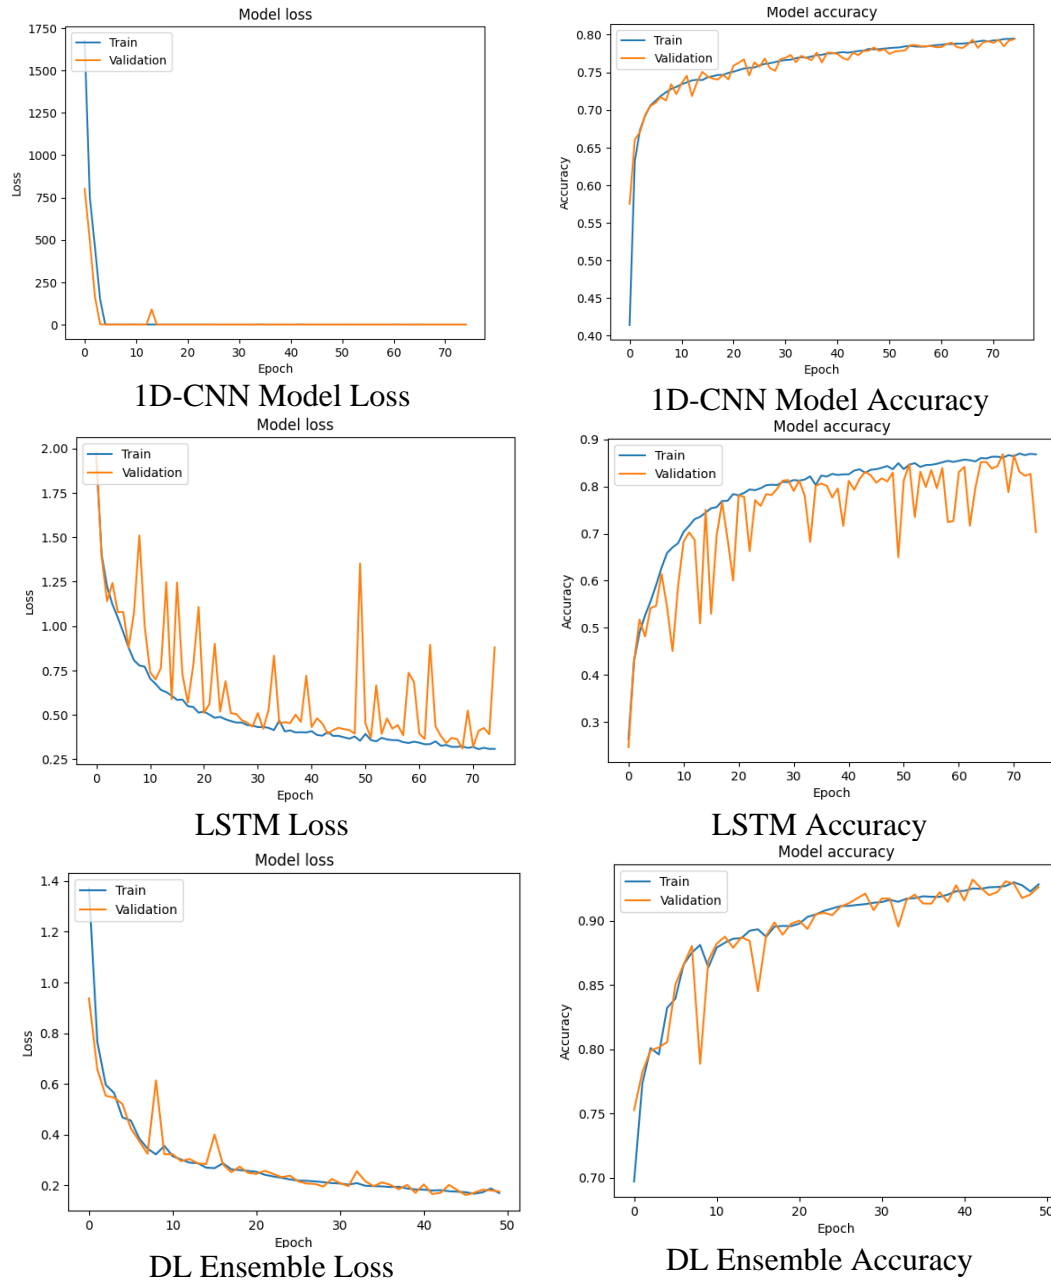 Model loss
1750
1500
1250
1000
750
500
250
0
Loss
Train
Validation
0 10 20 30 40 50 60 70
Epoch
1D-CNN Model Loss
Model accuracy
0.80
0.75
0.70
0.65
0.60
0.55
0.50
0.45
0.40
Accuracy
Train
Validation
0 10 20 30 40 50 60 70
Epoch
1D-CNN Model Accuracy
Model loss
2.00
1.75
1.50
1.25
1.00
0.75
0.50
0.25
Loss
Train
Validation
0 10 20 30 40 50 60 70
Epoch
LSTM Loss
Model accuracy
0.9
0.8
0.7
0.6
0.5
0.4
0.3
Accuracy
Train
Validation
0 10 20 30 40 50 60 70
Epoch
LSTM Accuracy
Model loss
1.4
1.2
1.0
0.8
0.6
0.4
0.2
Loss
Train
Validation
0 10 20 30 40 50
Epoch
DL Ensemble Loss
Model accuracy
0.90
0.85
0.80
0.75
0.70
Accuracy
Train
Validation
0 10 20 30 40 50
Epoch
DL Ensemble Accuracy